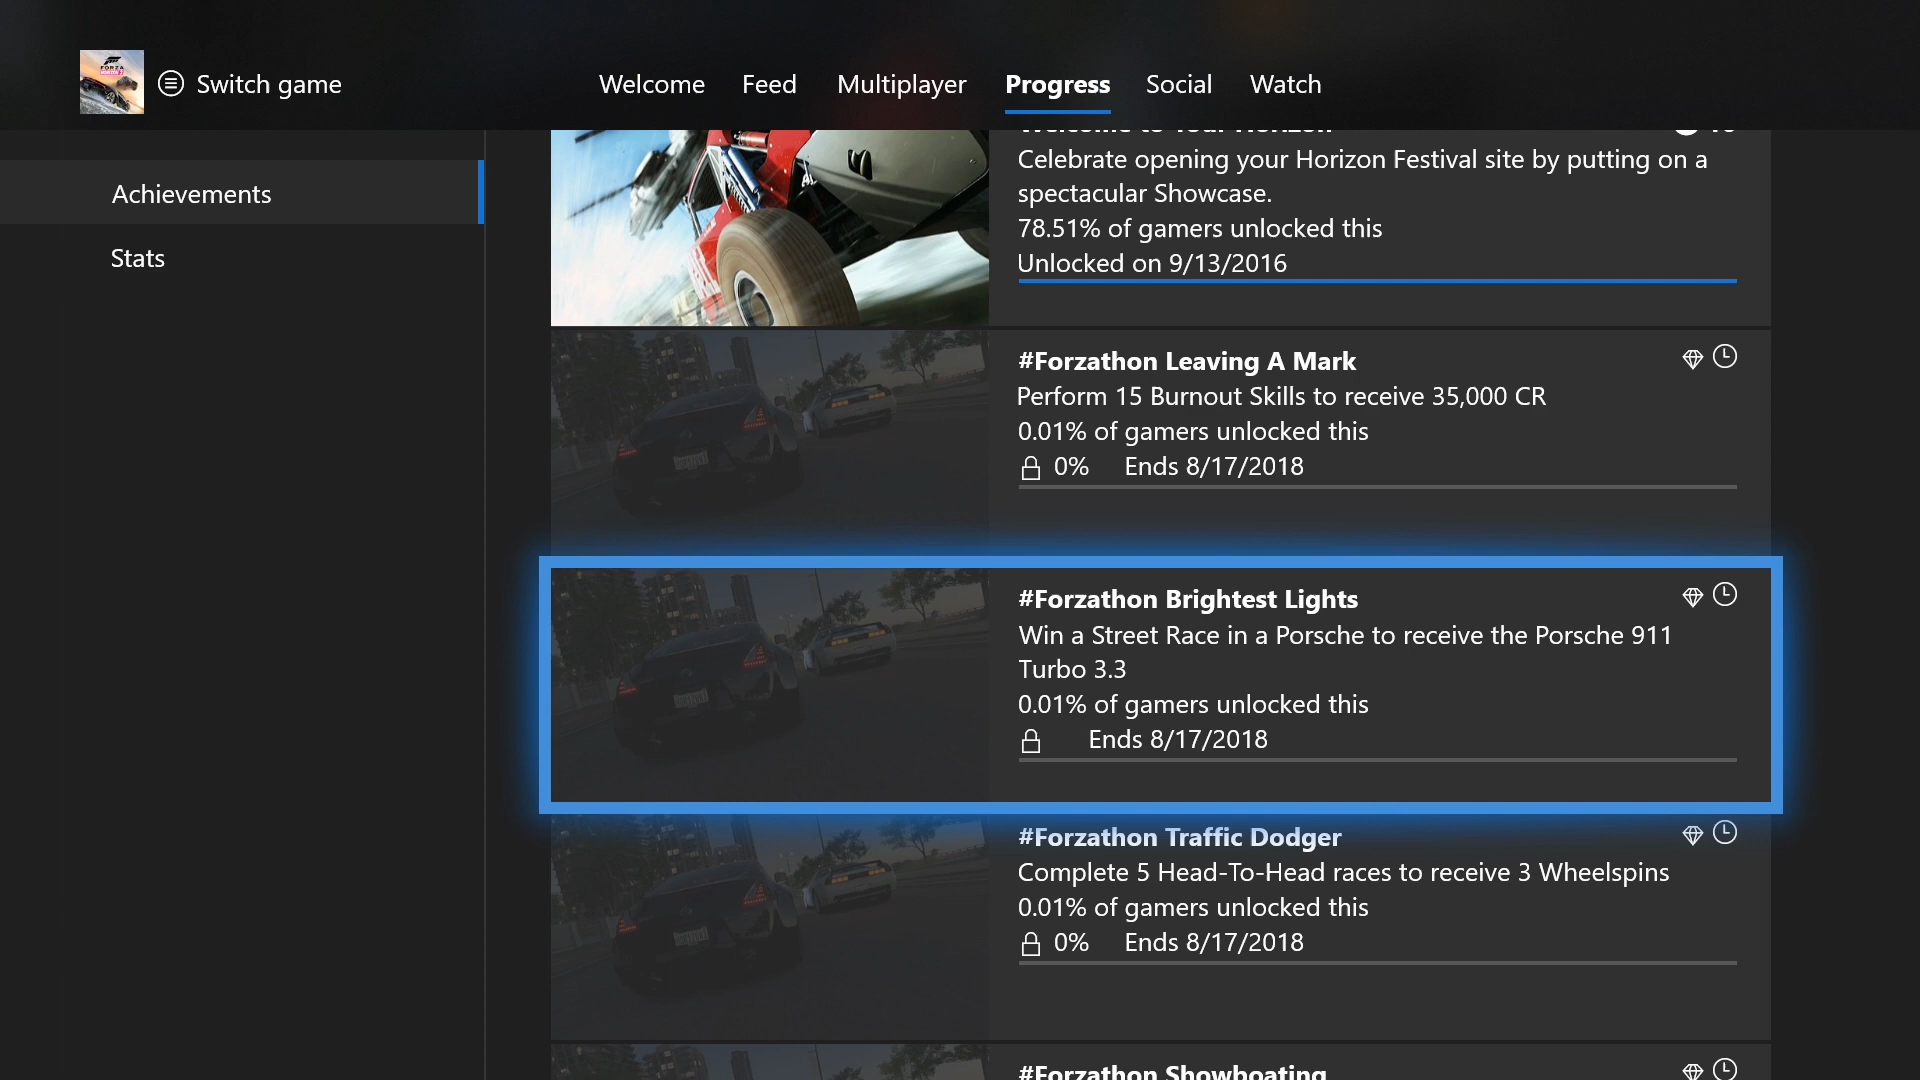 Switch game
Welcome
Feed
Multiplayer
Progress
Social
Watch
Achievements
Stats
Welcome to Your Horizon
Celebrate opening your Horizon Festival site by putting on a
spectacular Showcase.
78.51% of gamers unlocked this
Unlocked on 9/13/2016
#Forzathon Leaving A Mark
Perform 15 Burnout Skills to receive 35,000 CR
0.01% of gamers unlocked this
0% Ends 8/17/2018
#Forzathon Brightest Lights
Win a Street Race in a Porsche to receive the Porsche 911
Turbo 3.3
0.01% of gamers unlocked this
Ends 8/17/2018
#Forzathon Traffic Dodger
Complete 5 Head-To-Head races to receive 3 Wheelspins
0.01% of gamers unlocked this
0% Ends 8/17/2018
#Forzathon Showboating